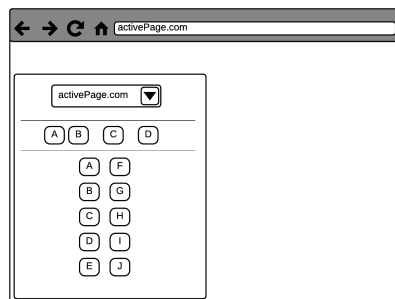 activePage.com
activePage.com
A B C D
A F
B G
C H
D I
E J